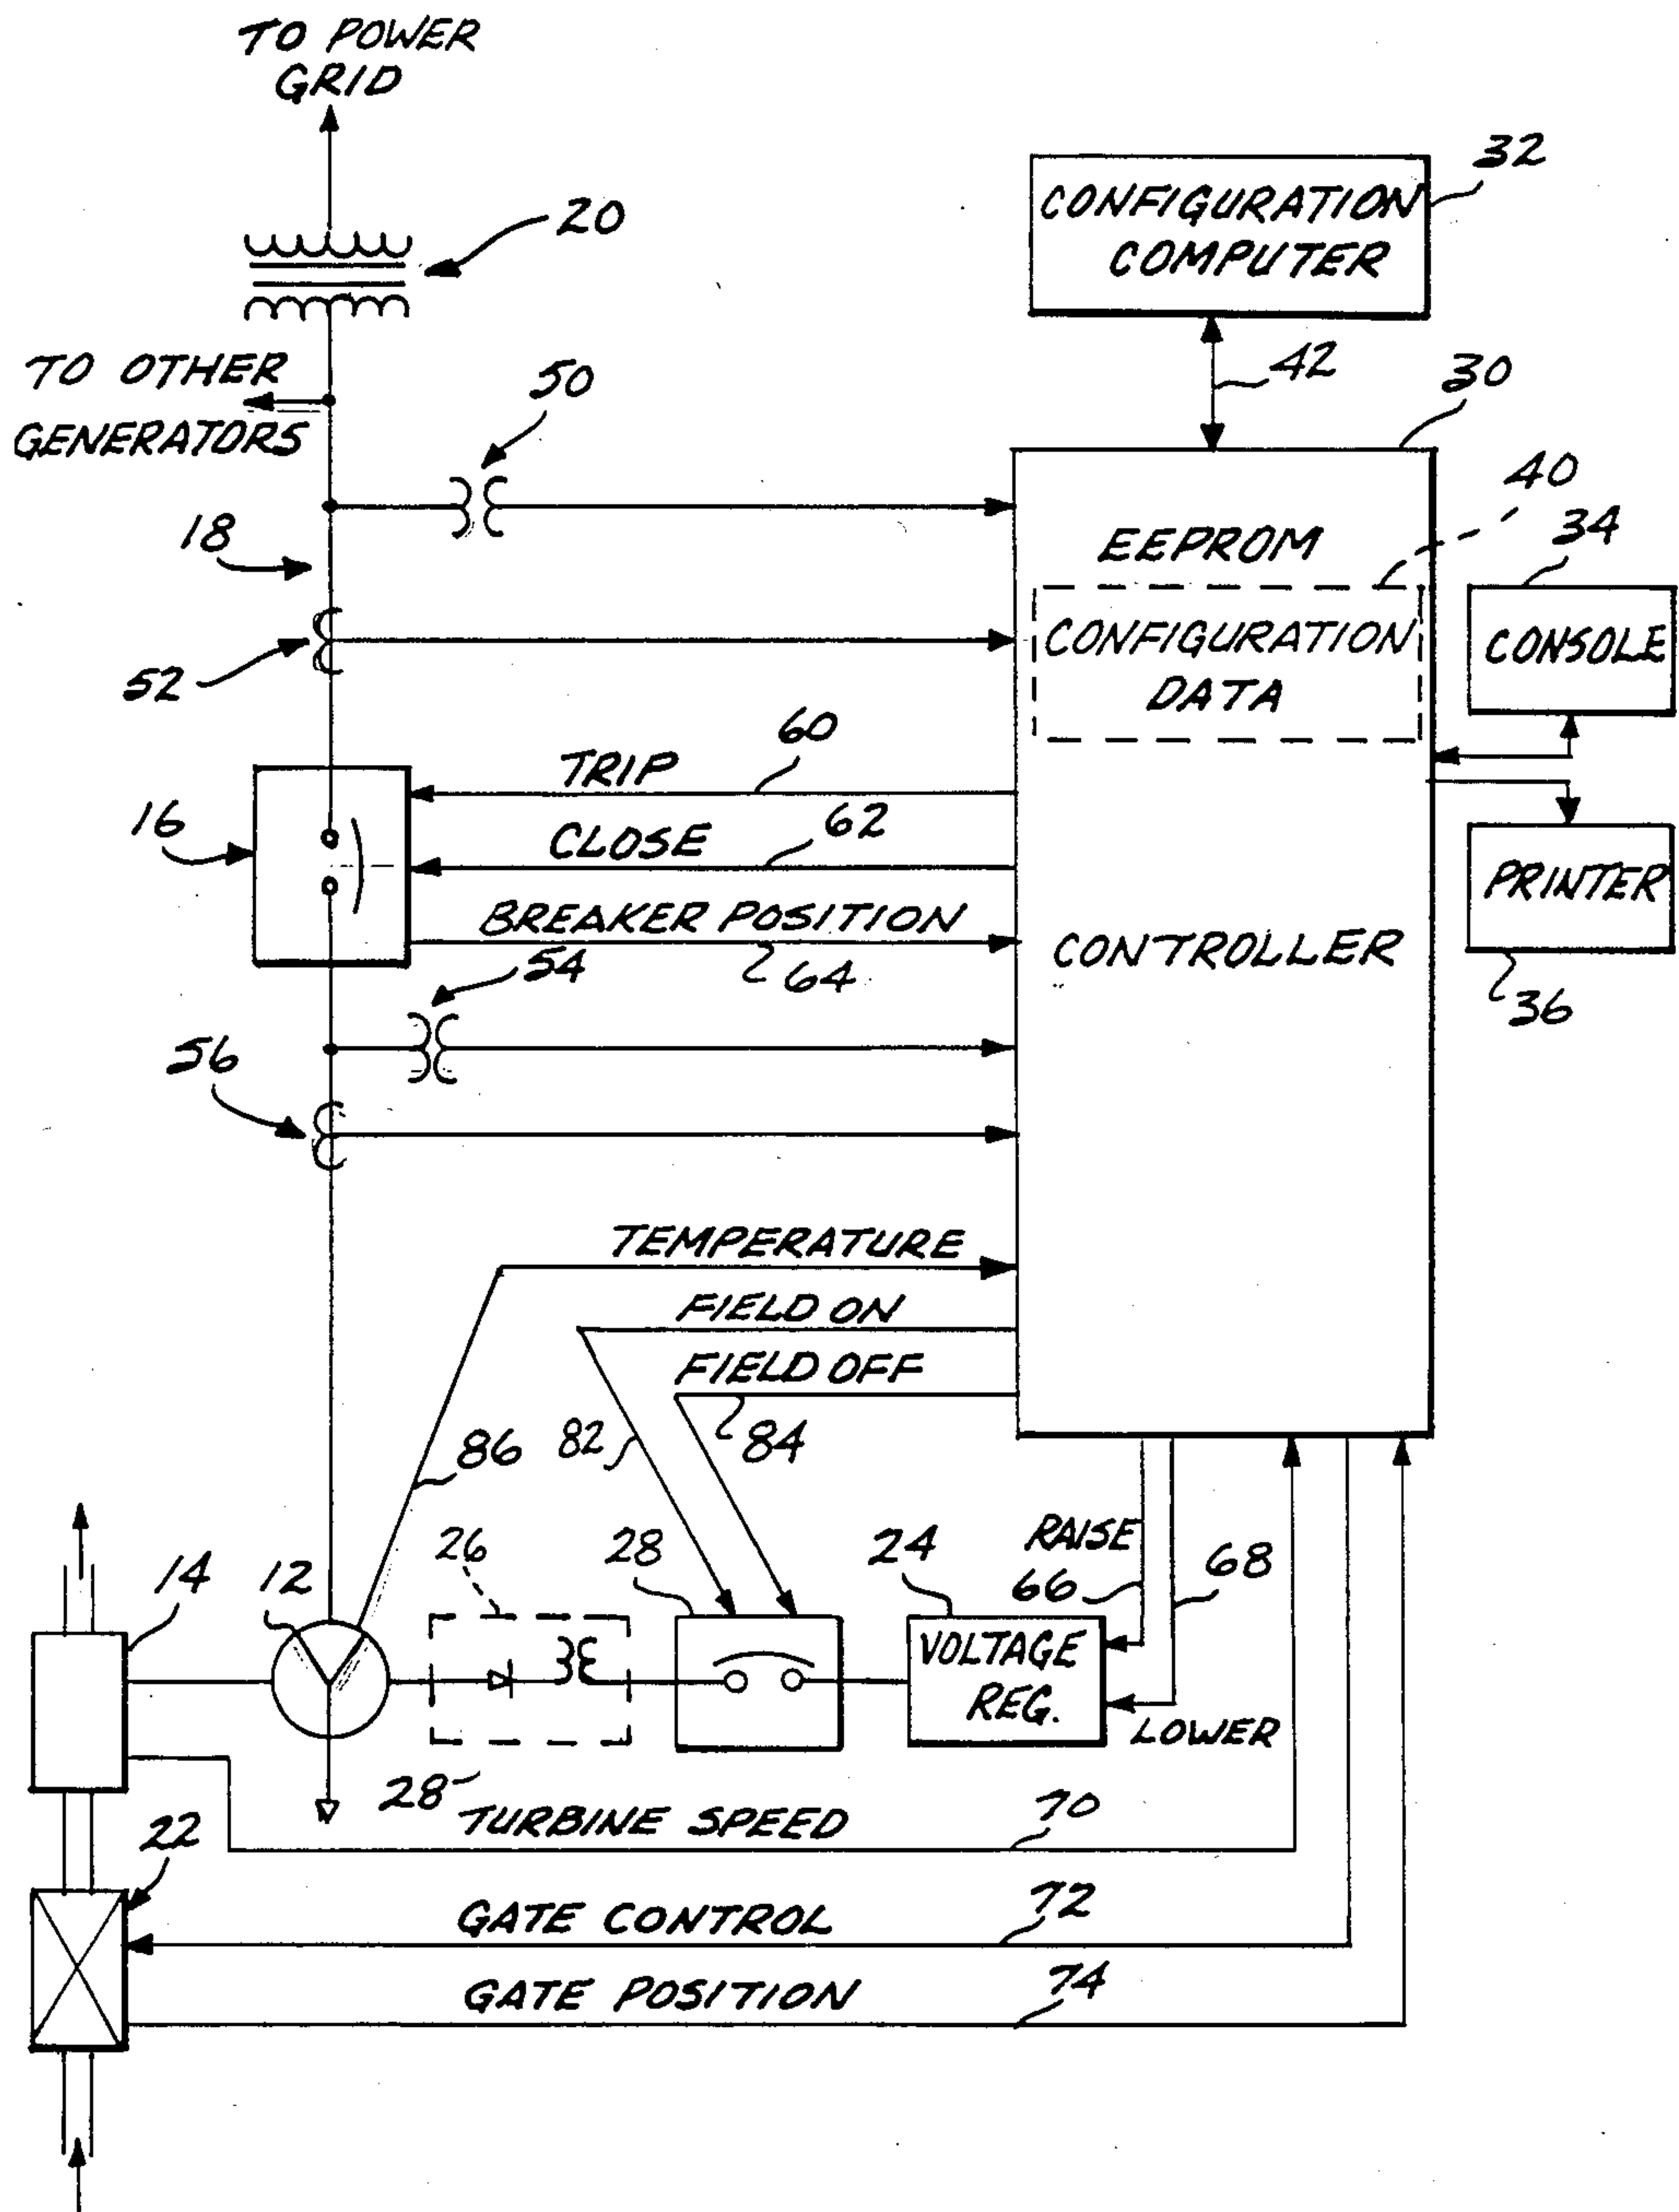 TO POWER
GRID
20
32
CONFIGURATION
COMPUTER
42
30
TO OTHER
GENERATORS
50
40
18
EEPROM
34
CONFIGURATION
DATA
CONSOLE
52
60
TRIP
16
62
CLOSE
PRINTER
BREAKER POSITION
64
CONTROLLER
36
54
56
TEMPERATURE
FIELD ON
FIELD OFF
82
84
86
RAISE
66
68
14
12
26
28
24
VOLTAGE
REG.
LOWER
28
TURBINE SPEED
70
22
GATE CONTROL
72
GATE POSITION
74